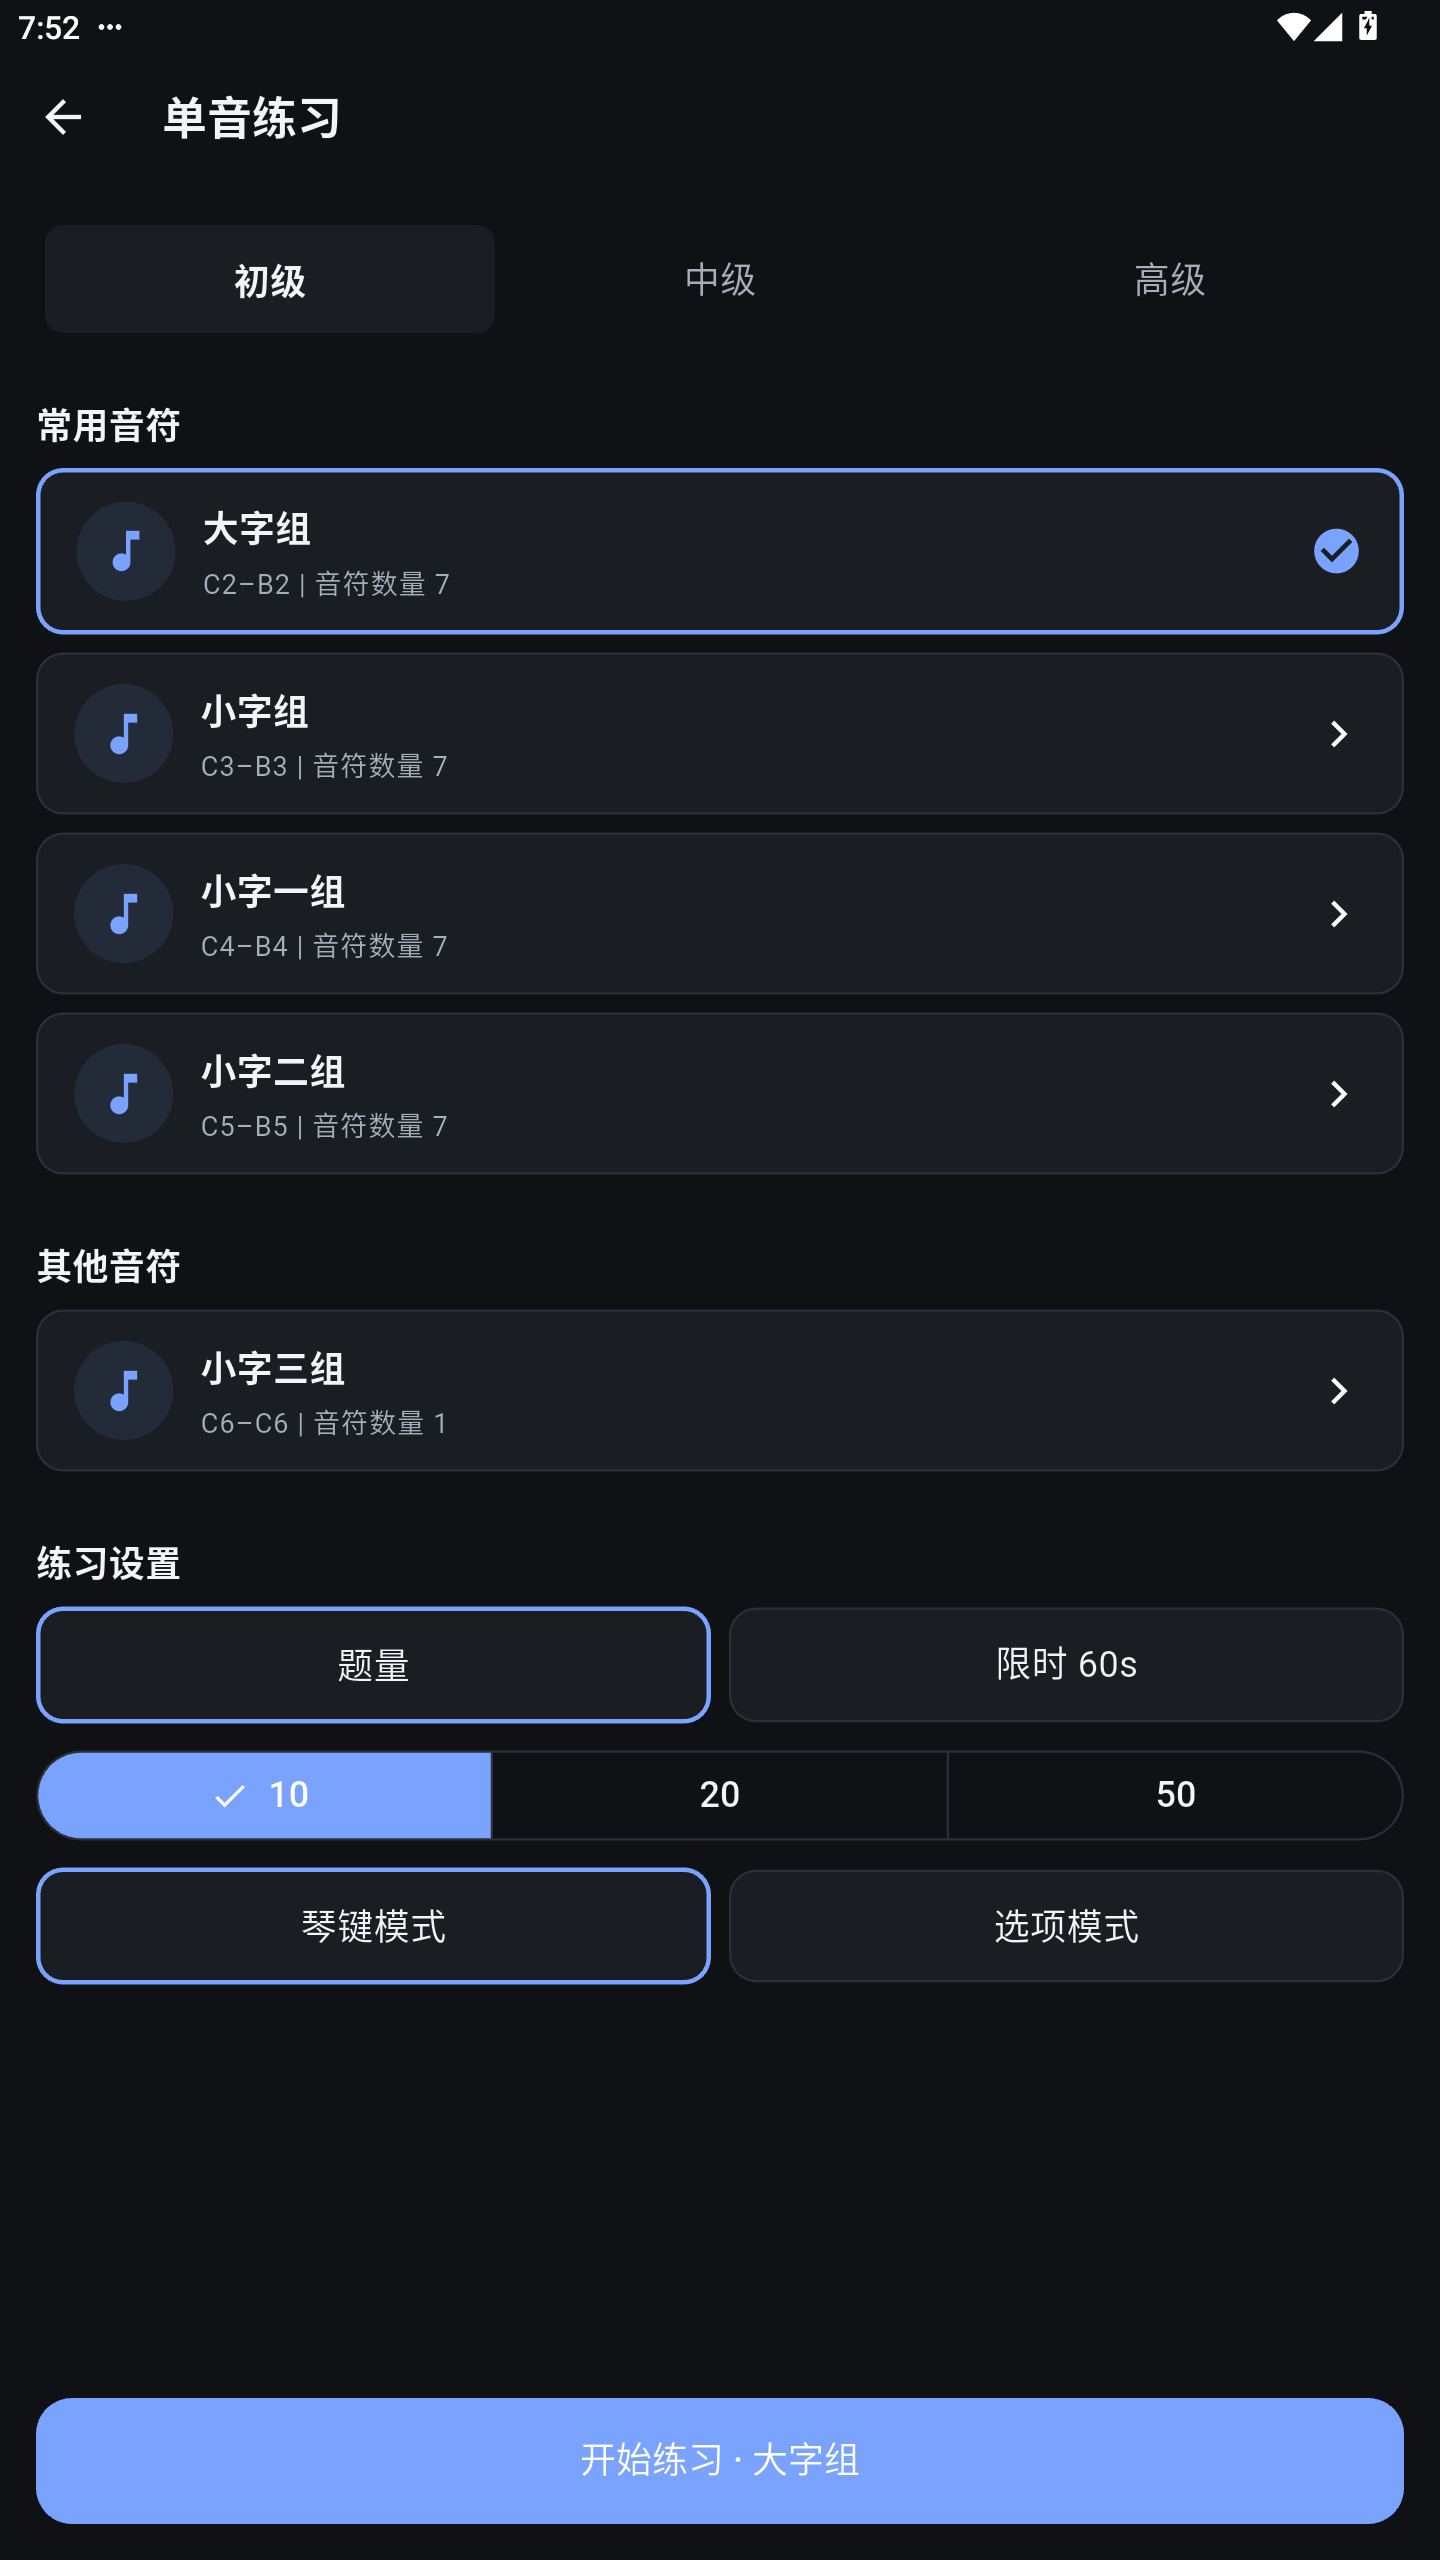 7:52
单音练习
初级 中级 高级
常用音符
大字组
C2–B2 | 音符数量 7
小字组
C3–B3 | 音符数量 7
小字一组
C4–B4 | 音符数量 7
小字二组
C5–B5 | 音符数量 7
其他音符
小字三组
C6–C6 | 音符数量 1
练习设置
题量 限时 60s
10 20 50
琴键模式 选项模式
开始练习 · 大字组